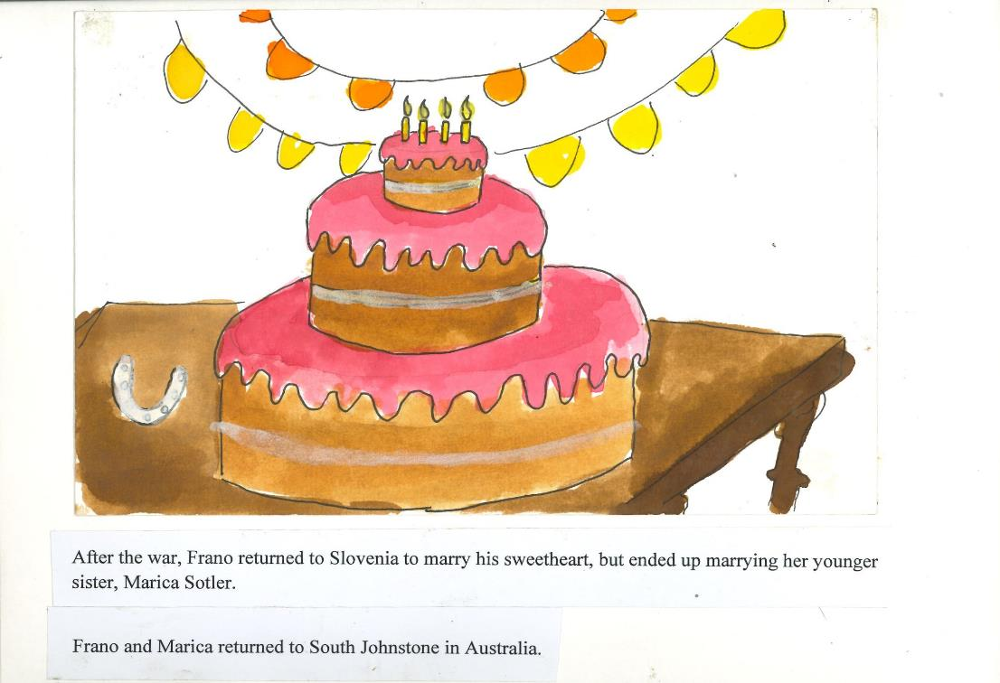 After the war, Frano returned to Slovenia to marry his sweetheart, but ended up marrying her younger
sister, Marica Sotler.
Frano and Marica returned to South Johnstone in Australia.